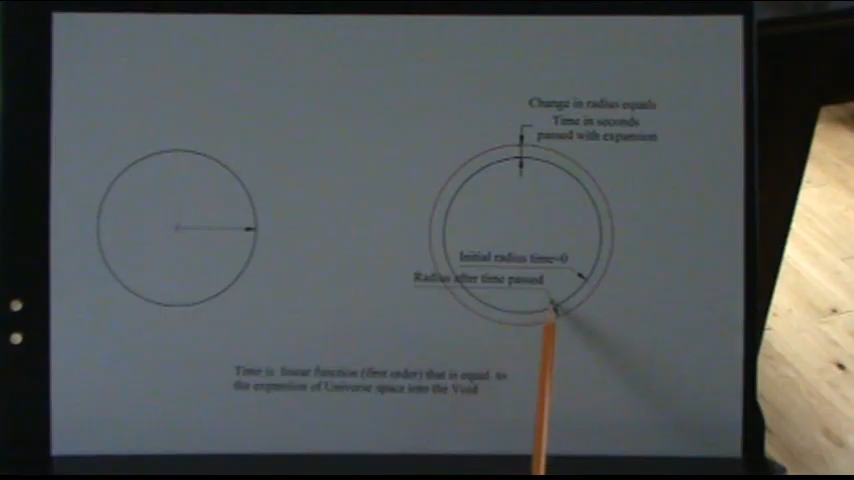 Change in radius equals
Time in seconds
passed with expansion
Initial radius time=0
Radius after time passed
Time is linear function (first order) that is equal to
the expansion of Universe space into the Void